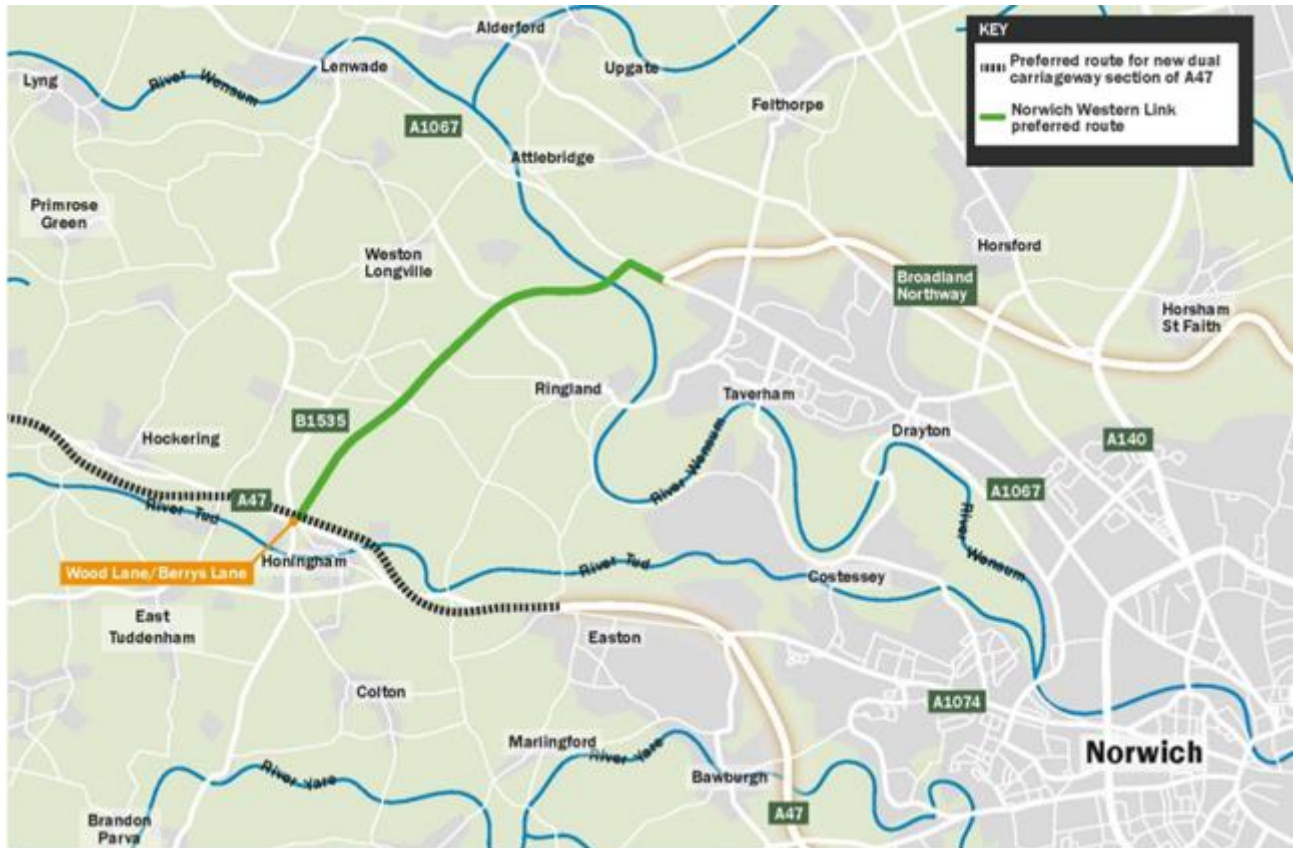 KEY
Preferred route for new dual
carriageway section of A47
Norwich Western Link
preferred route
Alderford
Lenwade
Upgate
Lyng
River Wensum
Felthorpe
A1067
Attlebridge
Primrose
Green
Weston
Longville
Horsford
Broadland
Northway
Horsham
St Faith
Ringland
Taverham
B1535
Drayton
Hockering
A140
River Wensum
A47
A1067
River Tud
River Wensum
Wood Lane/Berrys Lane
Honingham
River Tud
Costessey
East
Tuddenham
Easton
Colton
A1074
Marlingford
River Yare
Norwich
River Yare
Bawburgh
A47
Brandon
Parva